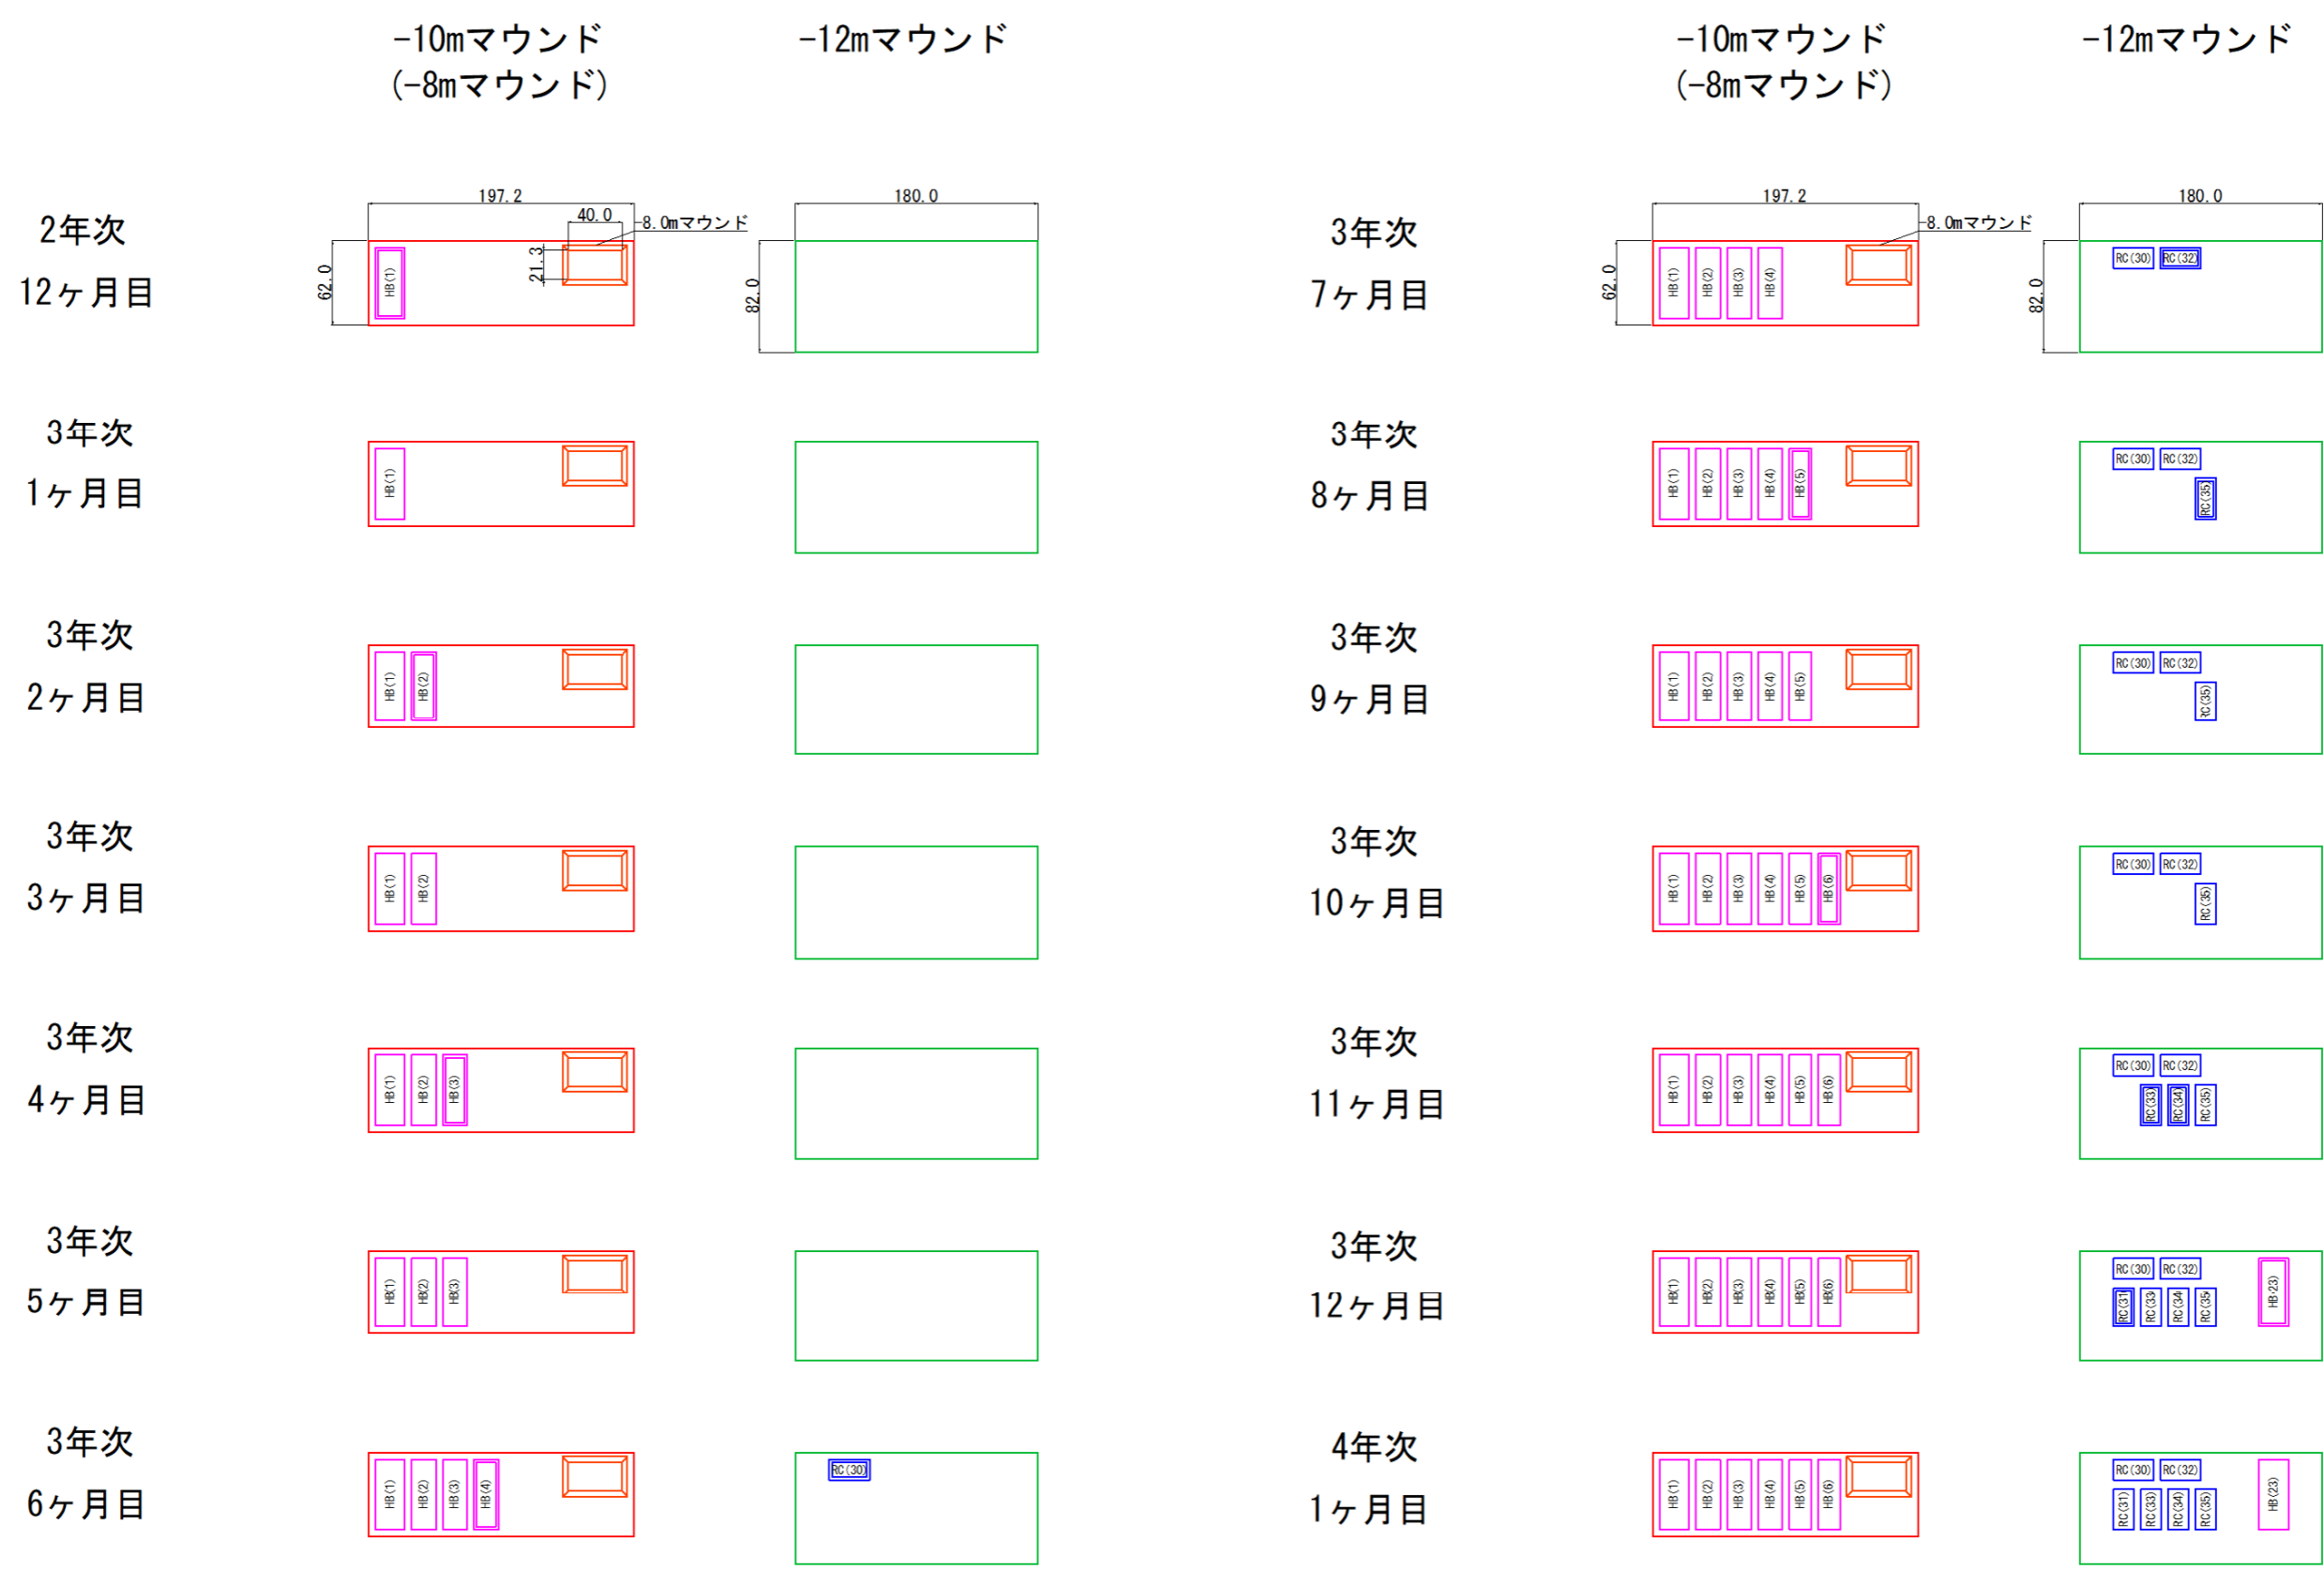 -10mマウンド
(-8mマウンド)
-12mマウンド
2年次
12ヶ月目
197.2
40.0
-8.0mマウンド
21.3
62.0
HB(1)
180.0
82.0
3年次
1ヶ月目
HB(1)
3年次
2ヶ月目
HB(1) HB(2)
3年次
3ヶ月目
HB(1) HB(2)
3年次
4ヶ月目
HB(1) HB(2) HB(3)
3年次
5ヶ月目
HB(1) HB(2) HB(3)
3年次
6ヶ月目
HB(1) HB(2) HB(3) HB(4)
RC(30)
-10mマウンド
(-8mマウンド)
-12mマウンド
3年次
7ヶ月目
197.2
-8.0mマウンド
62.0
HB(1) HB(2) HB(3) HB(4)
180.0
82.0
RC(30) RC(32)
3年次
8ヶ月目
HB(1) HB(2) HB(3) HB(4) HB(5)
RC(30) RC(32)
RC(35)
3年次
9ヶ月目
HB(1) HB(2) HB(3) HB(4) HB(5)
RC(30) RC(32)
RC(35)
3年次
10ヶ月目
HB(1) HB(2) HB(3) HB(4) HB(5) HB(6)
RC(30) RC(32)
RC(35)
3年次
11ヶ月目
HB(1) HB(2) HB(3) HB(4) HB(5) HB(6)
RC(30) RC(32)
RC(33) RC(34) RC(35)
3年次
12ヶ月目
HB(1) HB(2) HB(3) HB(4) HB(5) HB(6)
RC(30) RC(32)
RC(31 RC(33 RC(34 RC(35
HB-23)
4年次
1ヶ月目
HB(1) HB(2) HB(3) HB(4) HB(5) HB(6)
RC(30) RC(32)
RC(31) RC(33) RC(34) RC(35)
HB(23)